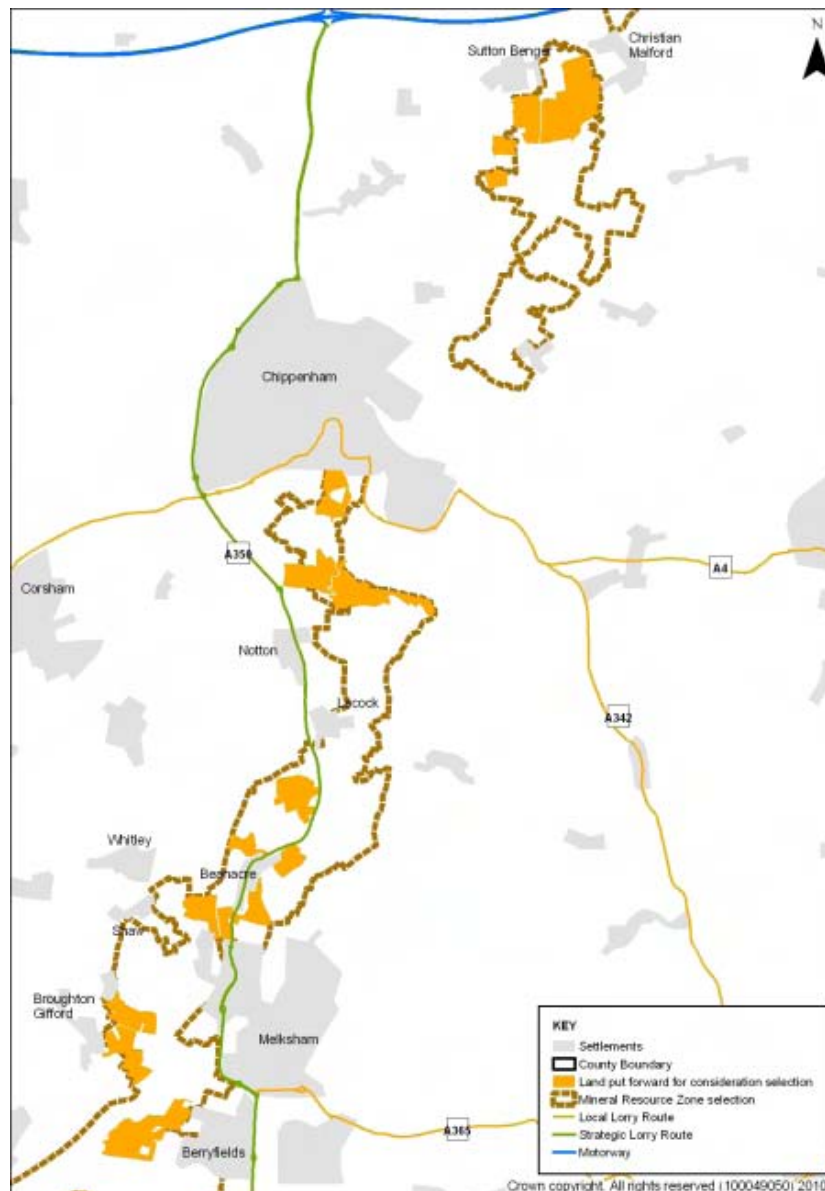 N
Christian
Malford
Sutton Benger
Chippenham
A350
Corsham
A4
Notton
Lacock
A342
Whitley
Beanacre
Shaw
Broughton
Gifford
Melksham
A365
Berryfields
KEY
Settlements
County Boundary
Land put forward for consideration selection
Mineral Resource Zone selection
Local Lorry Route
Strategic Lorry Route
Motorway
Crown copyright. All rights reserved (100049050) 2010